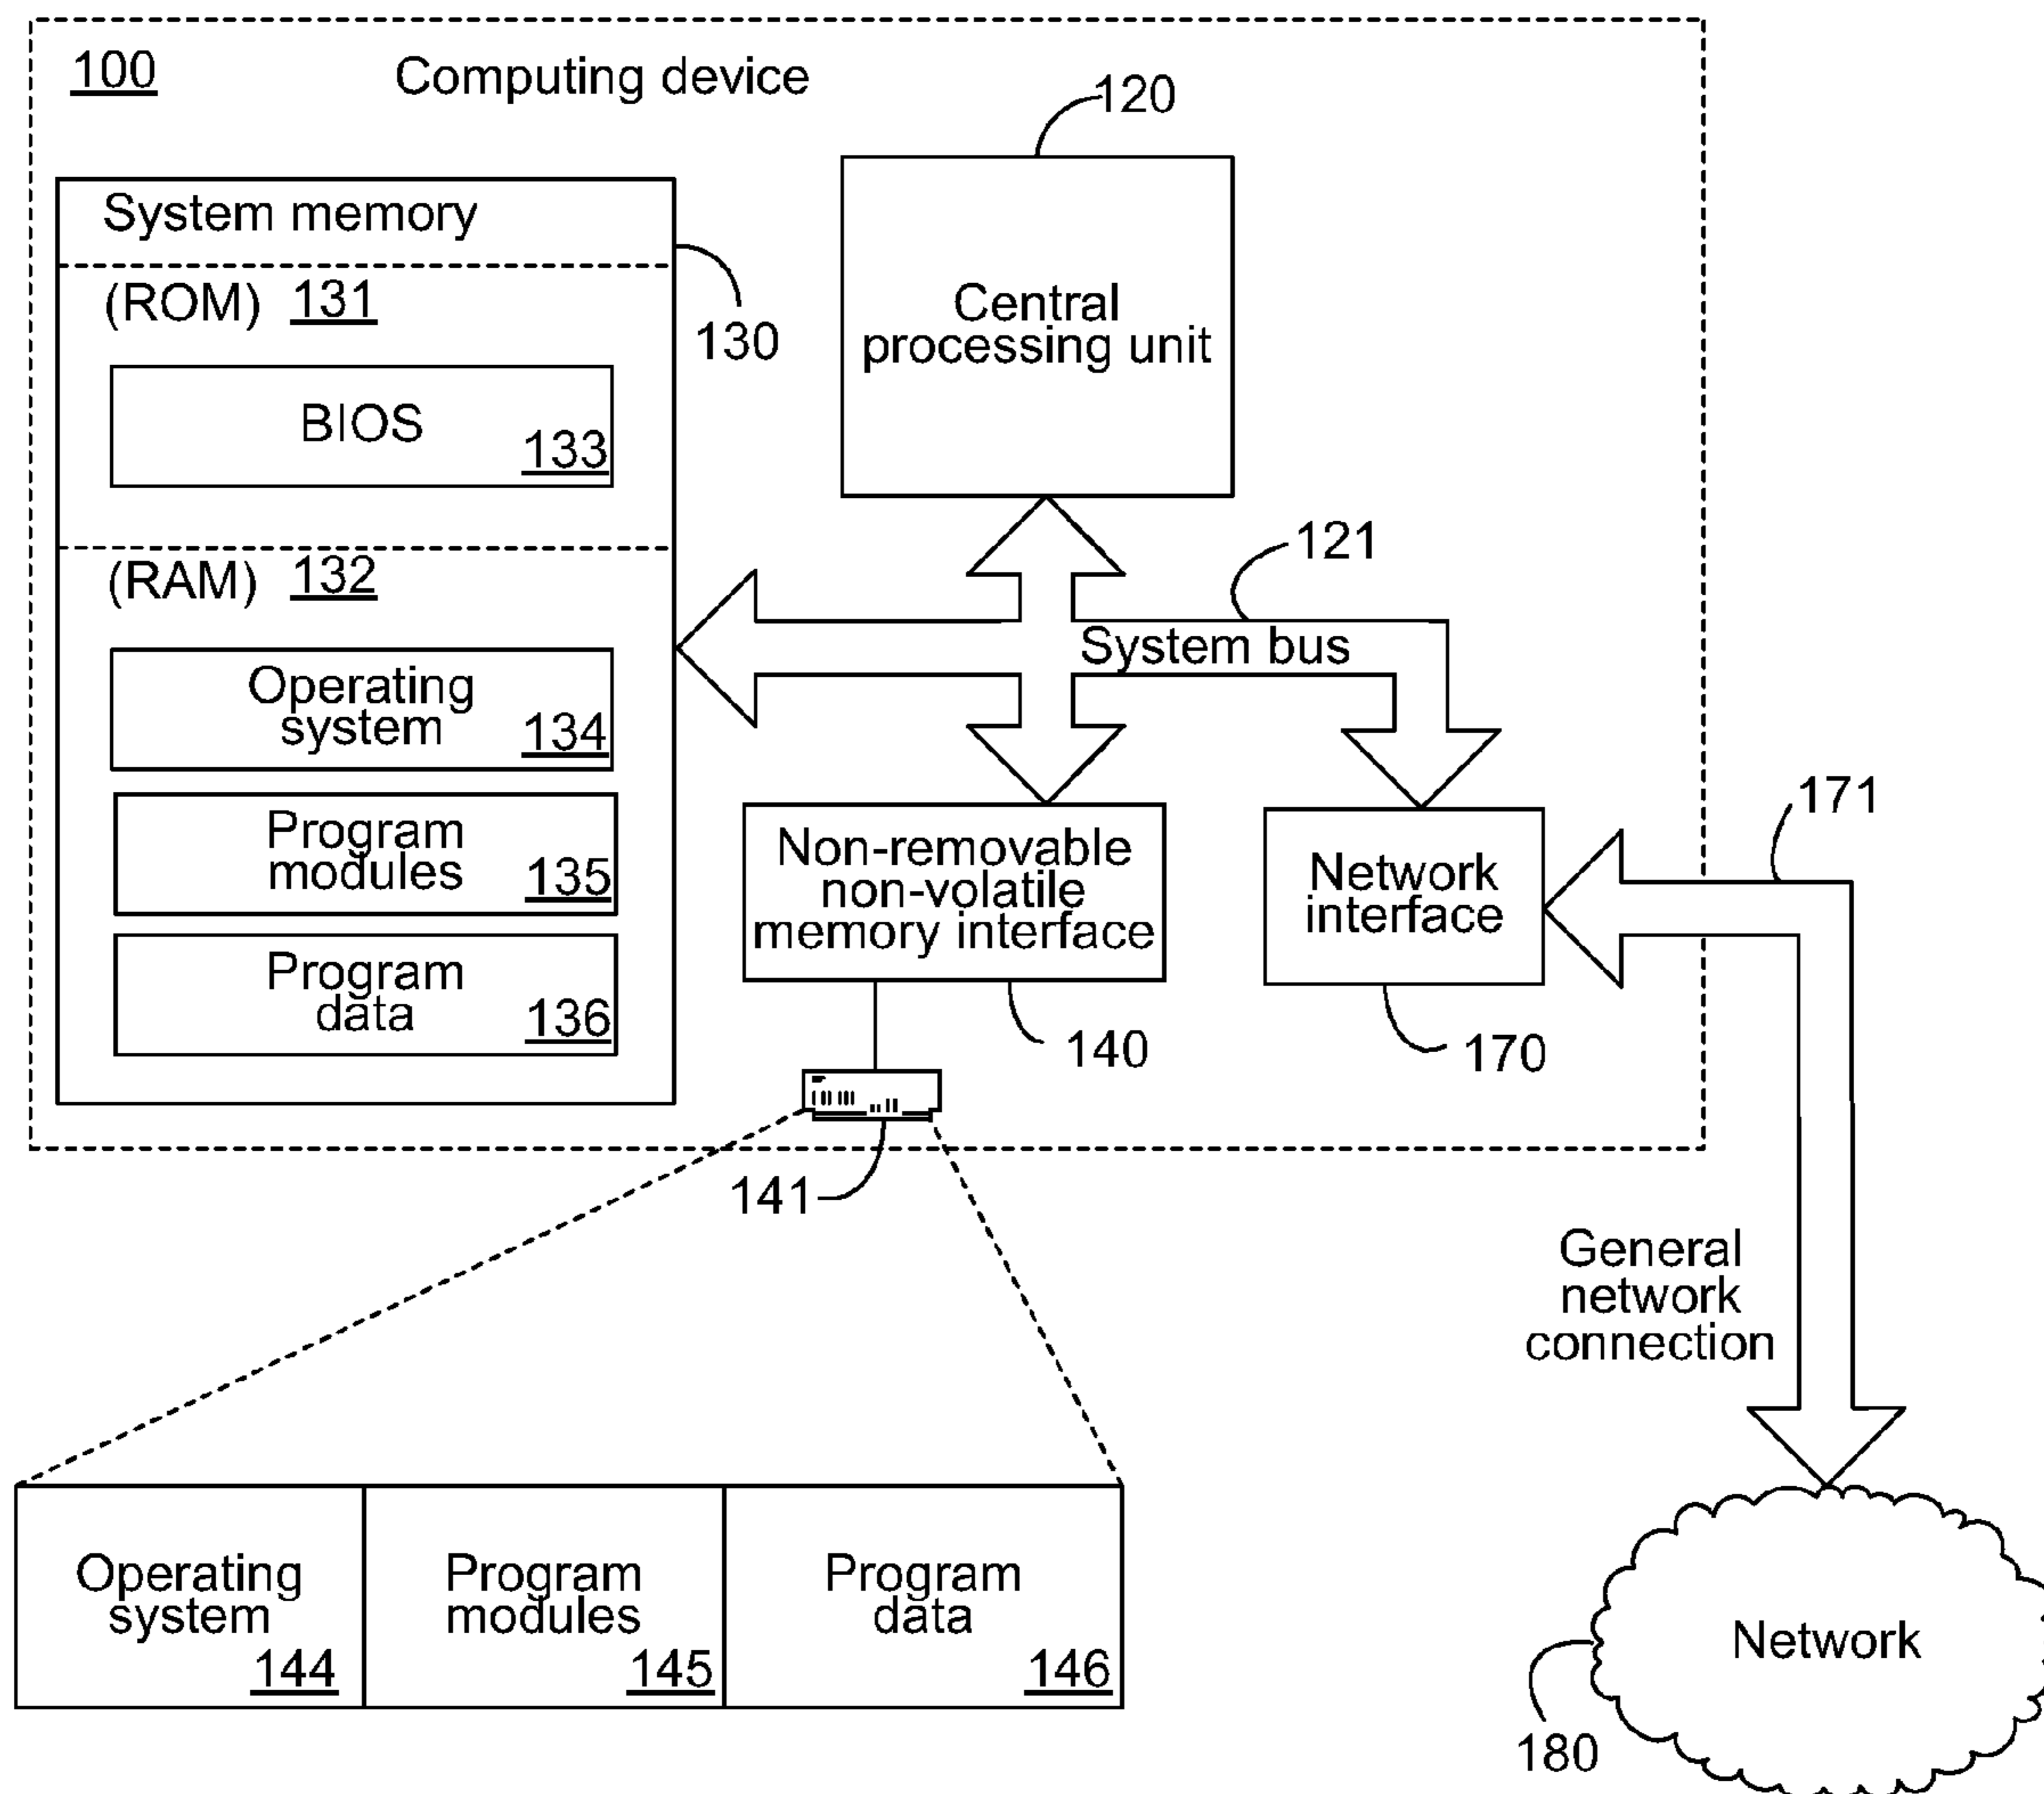 100
Computing device
120
System memory
(ROM) 131
130
BIOS
133
Central
processing unit
(RAM) 132
121
System bus
Operating
system
134
Program
modules
135
Program
data
136
Non-removable
non-volatile
memory interface
140
Network
interface
170
171
141
General
network
connection
Operating
system
144
Program
modules
145
Program
data
146
Network
180